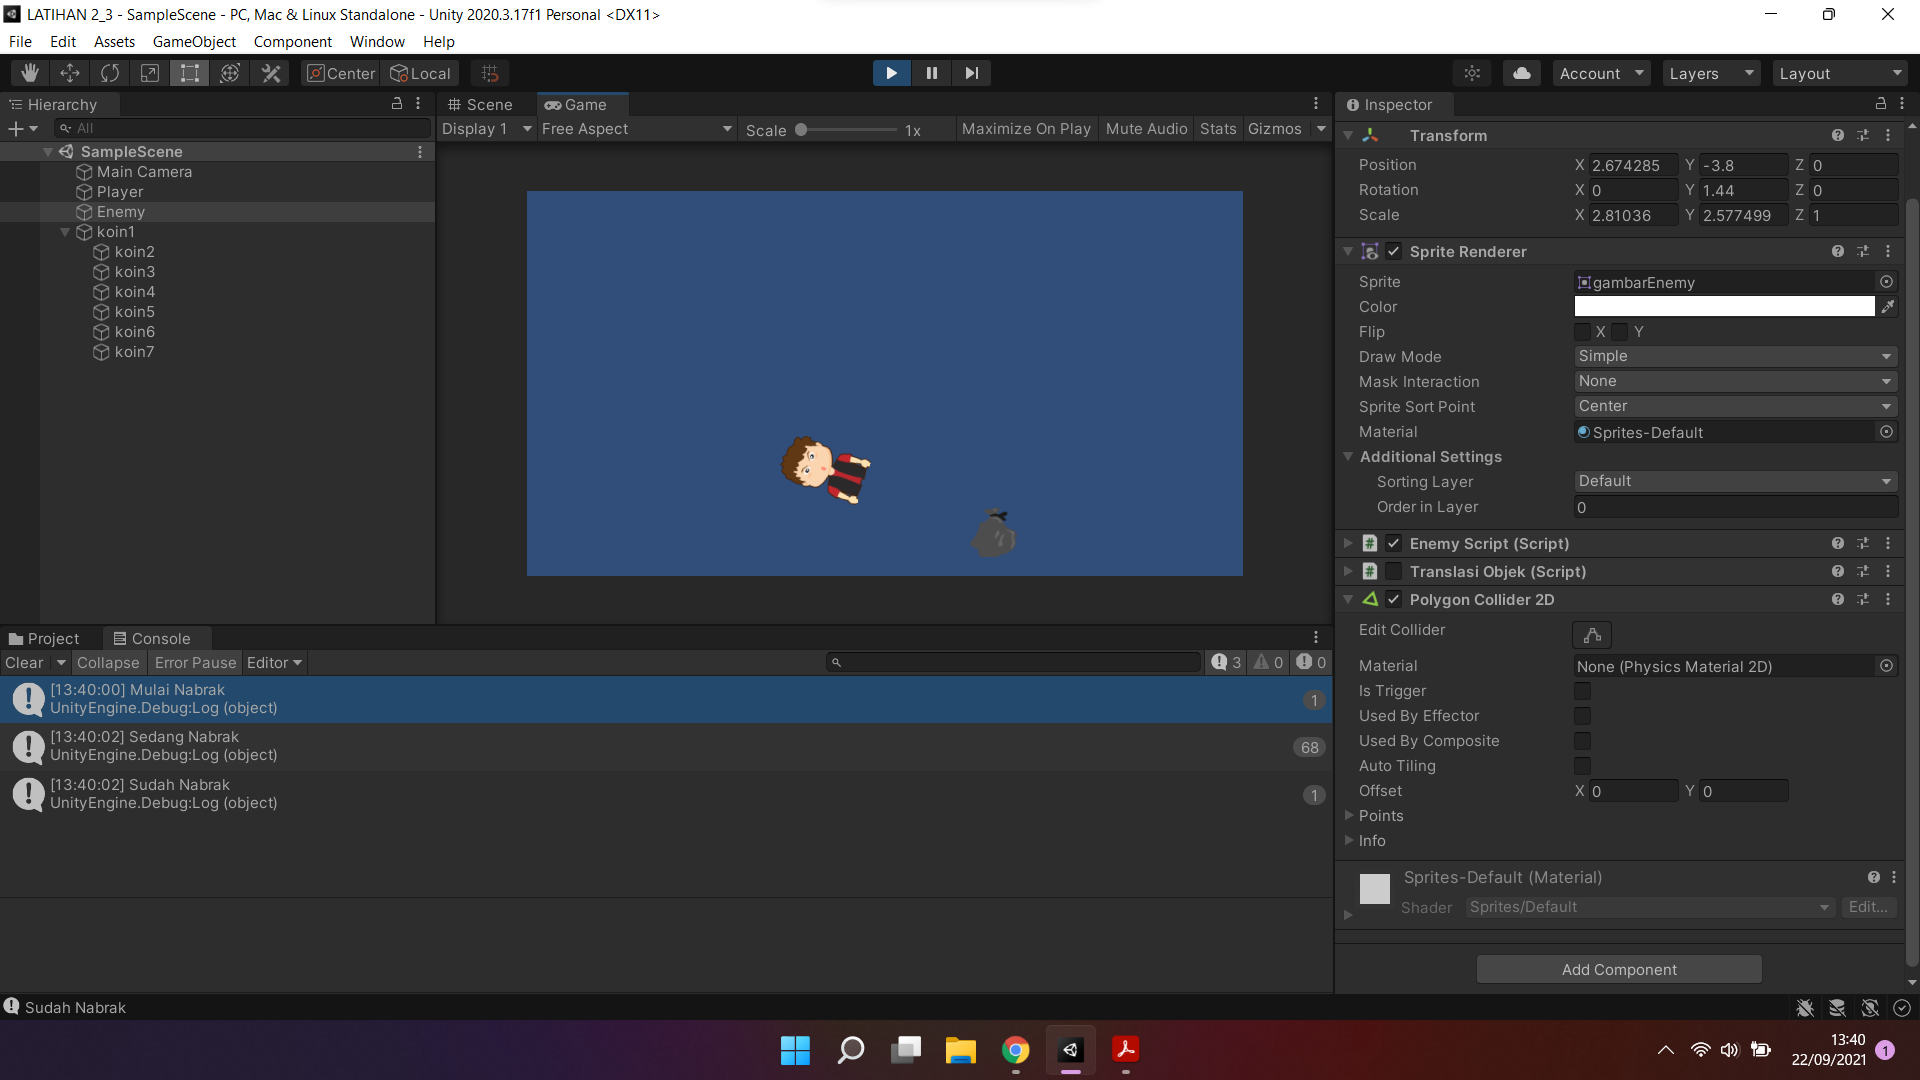 LATIHAN 2_3 - SampleScene - PC, Mac & Linux Standalone - Unity 2020.3.17f1 Personal <DX11>
File Edit Assets GameObject Component Window Help
Center Local Account Layers Layout
Hierarchy
All
SampleScene
Main Camera
Player
Enemy
koin1
koin2
koin3
koin4
koin5
koin6
koin7
Scene Game
Display 1 Free Aspect Scale 1x Maximize On Play Mute Audio Stats Gizmos
Project Console
Clear Collapse Error Pause Editor 3 0 0
[13:40:00] Mulai Nabrak
UnityEngine.Debug:Log (object)
1
[13:40:02] Sedang Nabrak
UnityEngine.Debug:Log (object)
68
[13:40:02] Sudah Nabrak
UnityEngine.Debug:Log (object)
1
Inspector
Transform
Position X 2.674285 Y -3.8 Z 0
Rotation X 0 Y 1.44 Z 0
Scale X 2.81036 Y 2.577499 Z 1
Sprite Renderer
Sprite gambarEnemy
Color
Flip X Y
Draw Mode Simple
Mask Interaction None
Sprite Sort Point Center
Material Sprites-Default
Additional Settings
Sorting Layer Default
Order in Layer 0
# Enemy Script (Script)
# Translasi Objek (Script)
Polygon Collider 2D
Edit Collider
Material None (Physics Material 2D)
Is Trigger
Used By Effector
Used By Composite
Auto Tiling
Offset X 0 Y 0
Points
Info
Sprites-Default (Material)
Shader Sprites/Default Edit...
Add Component
Sudah Nabrak
13:40
22/09/2021
1